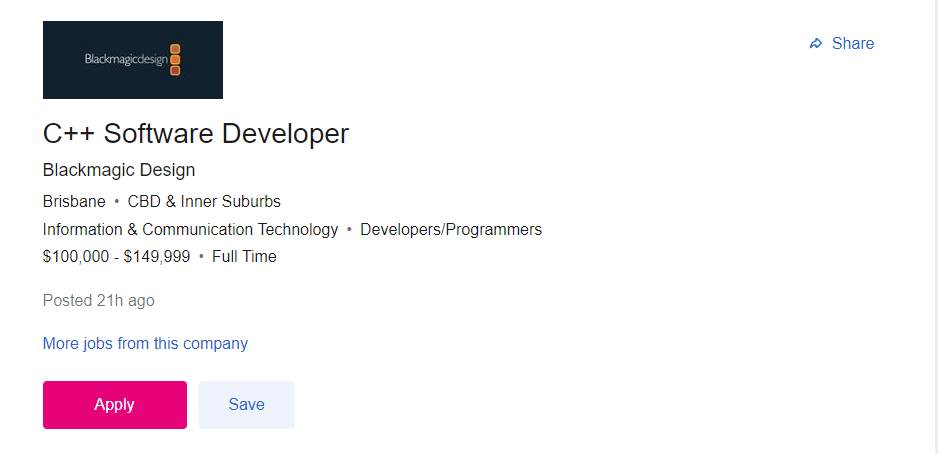 Blackmagicdesign
Share
C++ Software Developer
Blackmagic Design
Brisbane • CBD & Inner Suburbs
Information & Communication Technology • Developers/Programmers
$100,000 - $149,999 • Full Time
Posted 21h ago
More jobs from this company
Apply Save